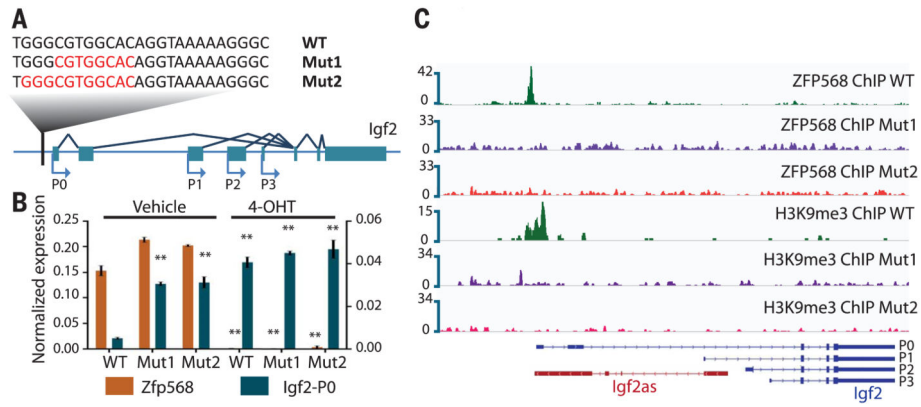 A
TGGGCGTGGCACAGGTAAAAAGGGC WT
TGGGCGTGGCACAGGTAAAAAGGGC Mut1
TGGGCGTGGCACAGGTAAAAAGGGC Mut2
Igf2
P0 P1 P2 P3
B
Vehicle 4-OHT
Normalized expression
0.25
0.20
0.15
0.10
0.05
0.00
0.06
0.04
0.02
0.00
** ** ** ** ** ** ** **
WT Mut1 Mut2 WT Mut1 Mut2
Zfp568 Igf2-P0
C
42 ZFP568 ChIP WT
0
33 ZFP568 ChIP Mut1
0
33 ZFP568 ChIP Mut2
0
15 H3K9me3 ChIP WT
0
34 H3K9me3 ChIP Mut1
0
34 H3K9me3 ChIP Mut2
0
P0
P1
P2
P3
Igf2as Igf2